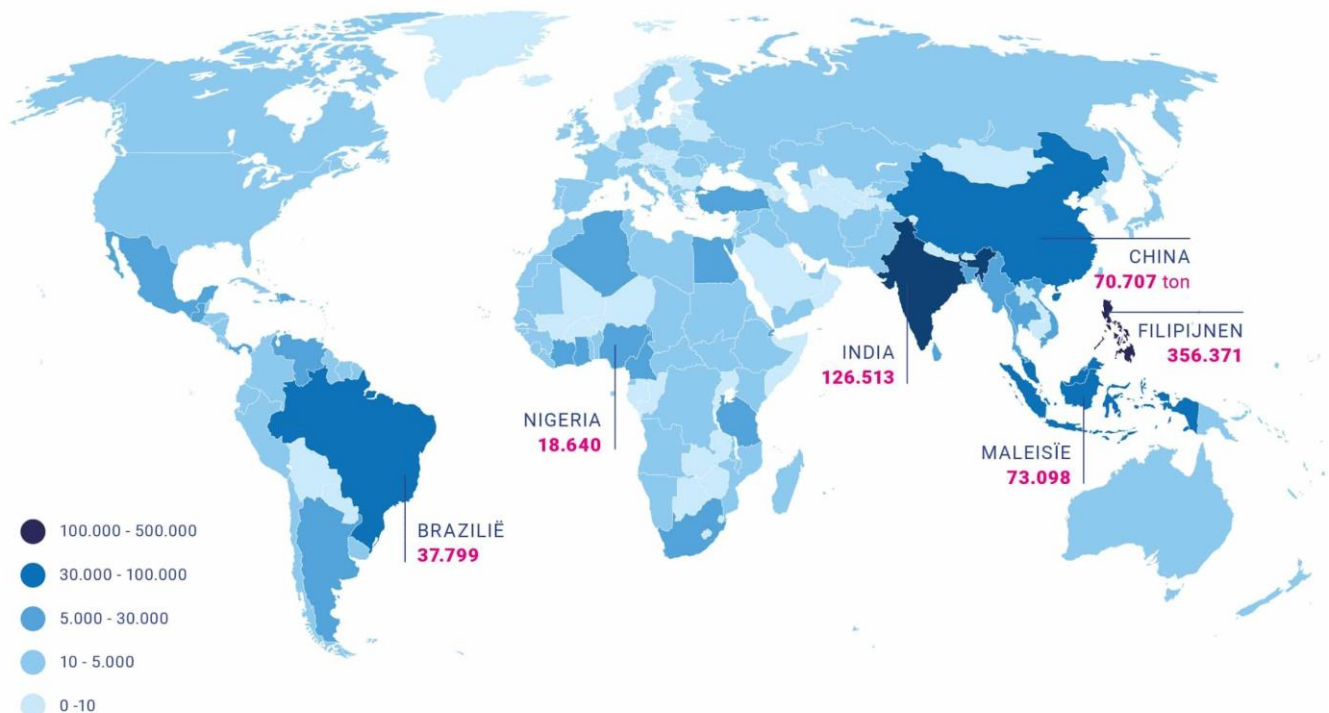 CHINA
70.707 ton
FILIPIJNEN
356.371
INDIA
126.513
NIGERIA
18.640
MALEISÏE
73.098
BRAZILIË
37.799
100.000 - 500.000
30.000 - 100.000
5.000 - 30.000
10 - 5.000
0 -10